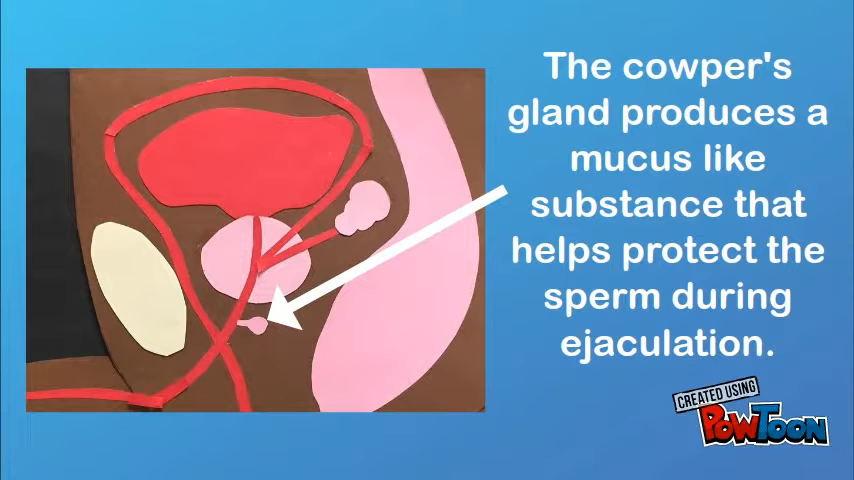 The cowper's
gland produces a
mucus like
substance that
helps protect the
sperm during
ejaculation.
CREATED USING
POWTOON